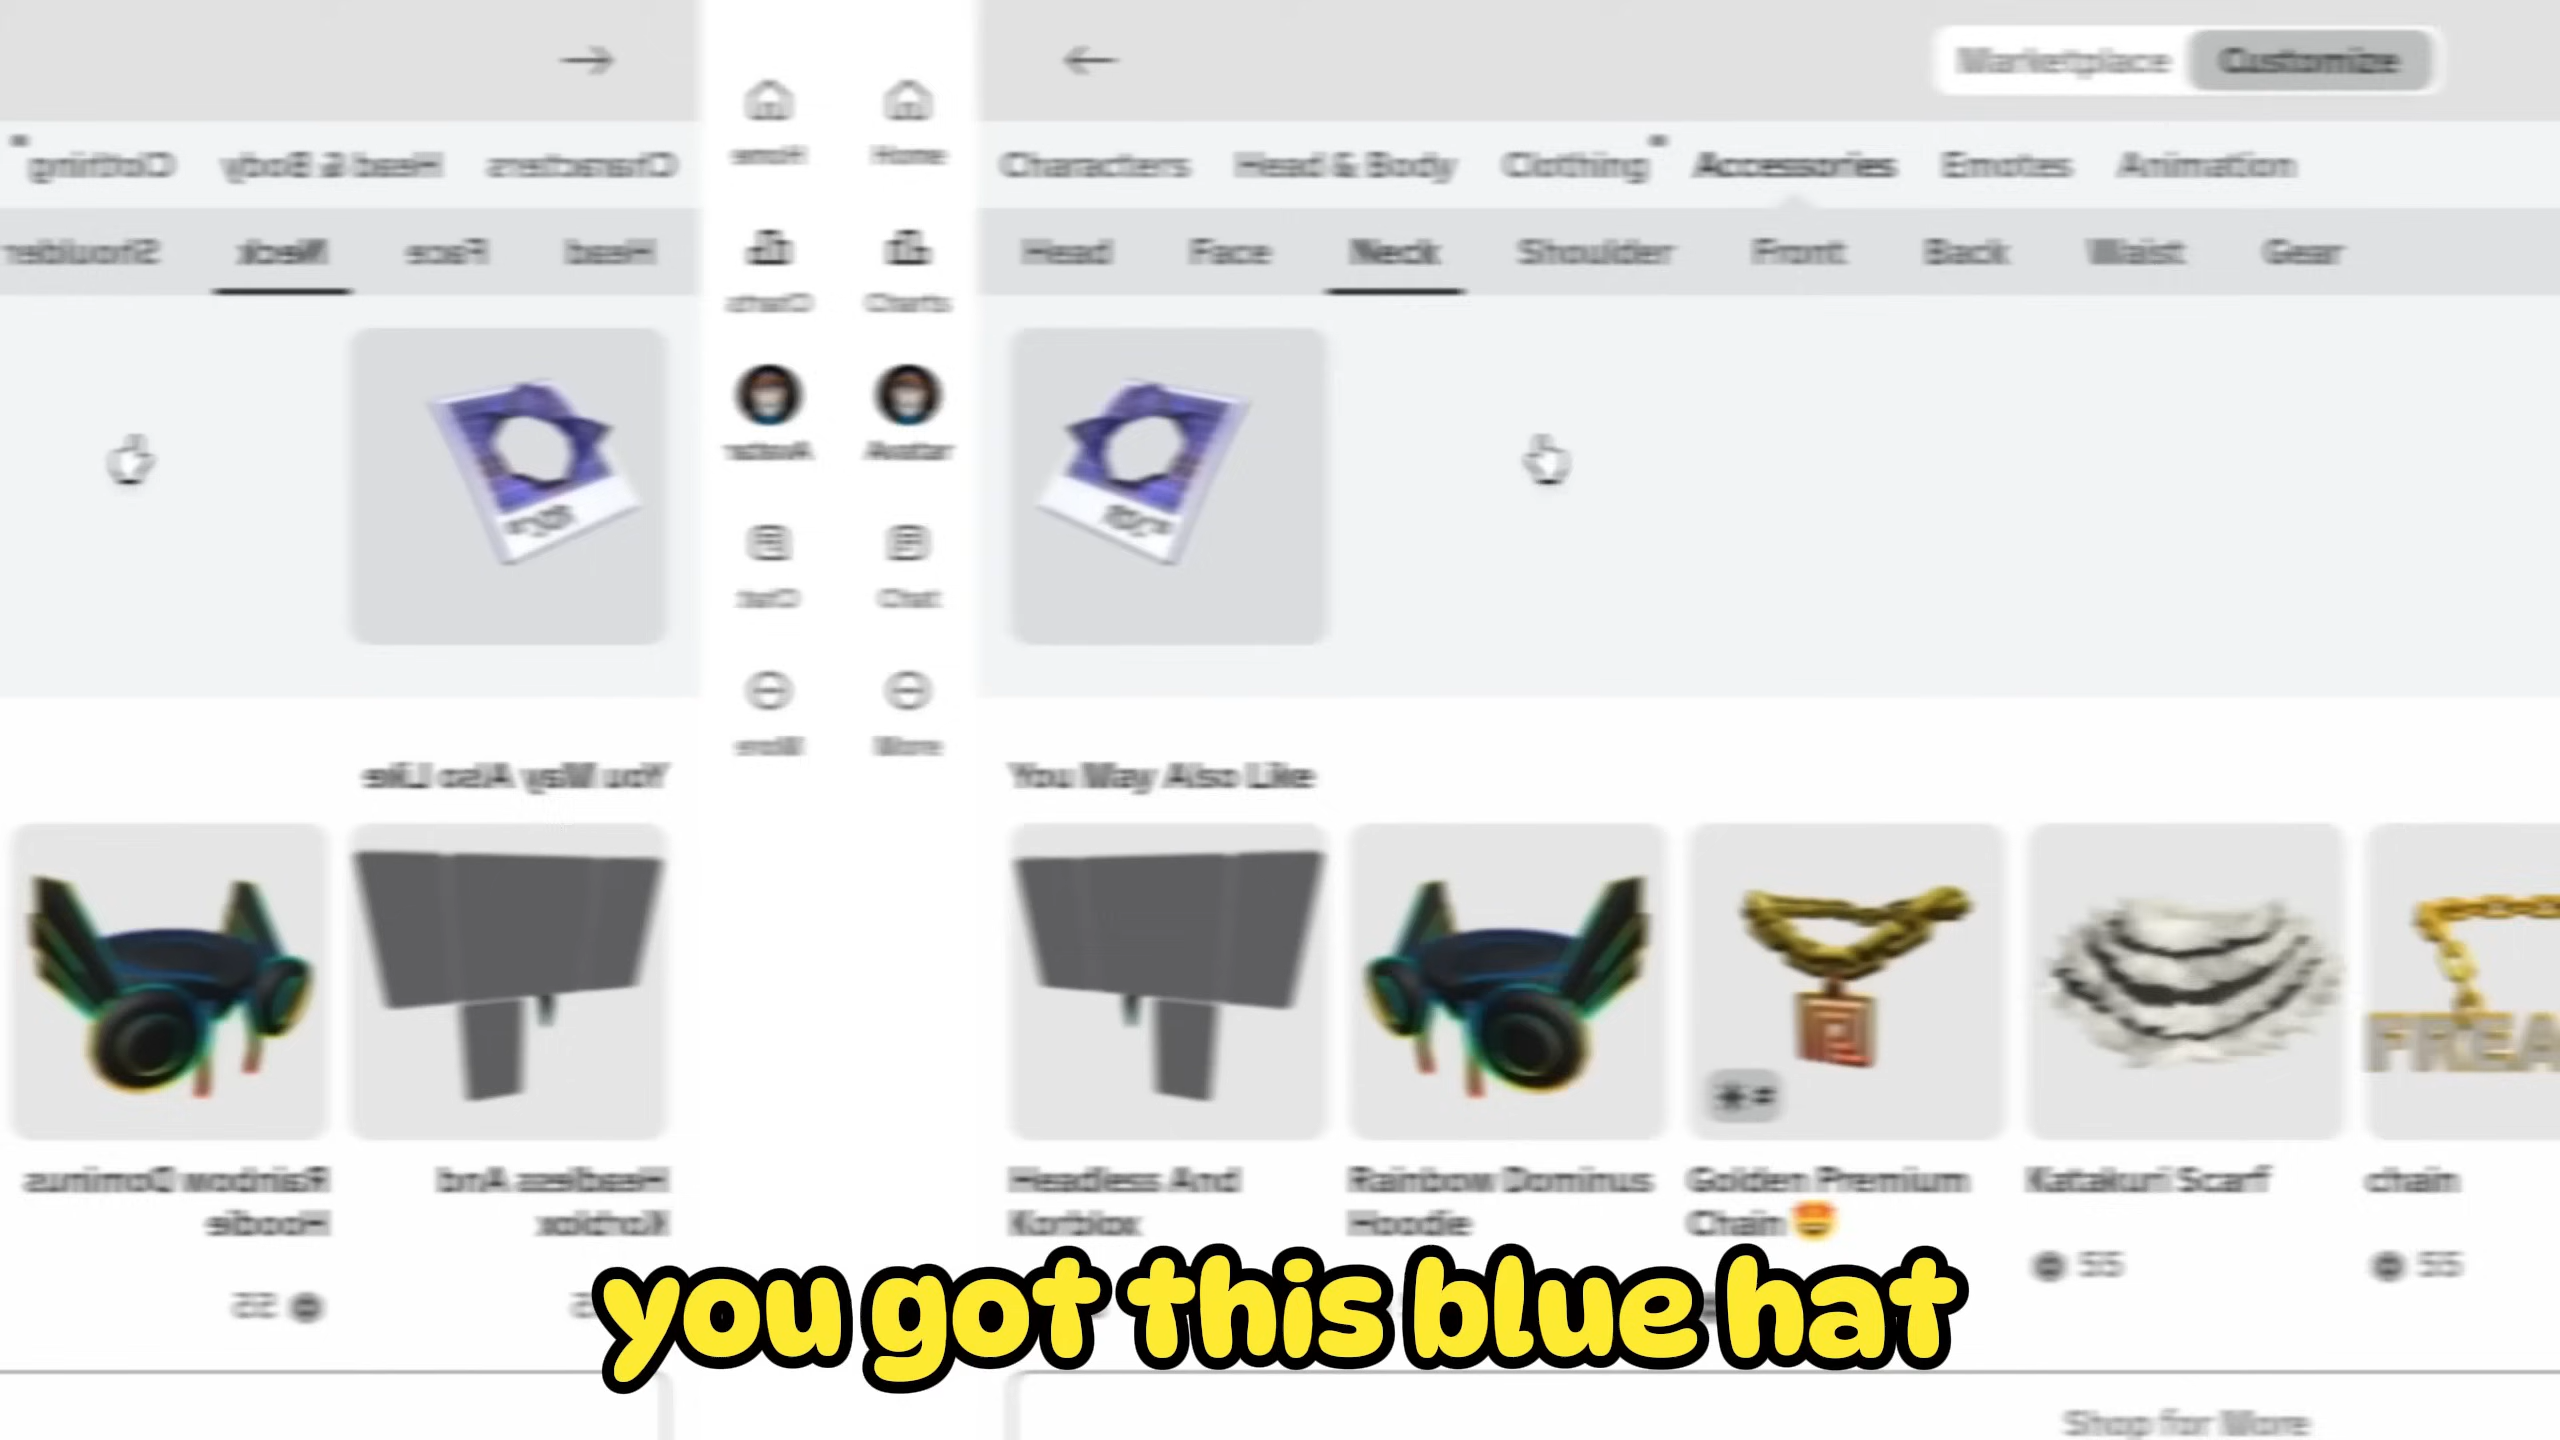 Marketplace Customize
Characters Head & Body Clothing Accessories Emotes Animation
Head Face Neck Shoulder Front Back Waist Gear
Home
Charts
Avatar
Chat
More
You May Also Like
Headless And Korblox
Rainbow Dominus Hoodie
Golden Premium Chain
Katakuri Scarf
55
chain
55
FREA
you got this blue hat
Shop for More